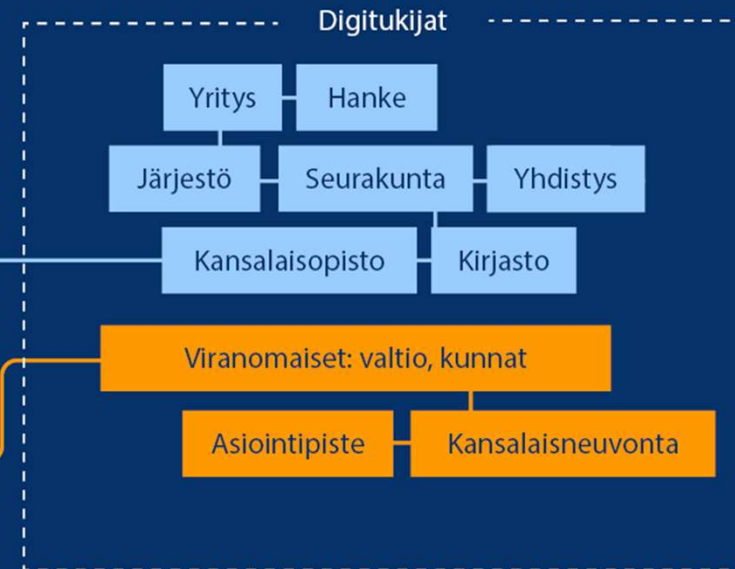 Digitukijat
Yritys
Hanke
Järjestö
Seurakunta
Yhdistys
Kansalaisopisto
Kirjasto
Viranomaiset: valtio, kunnat
Asiointipiste
Kansalaisneuvonta